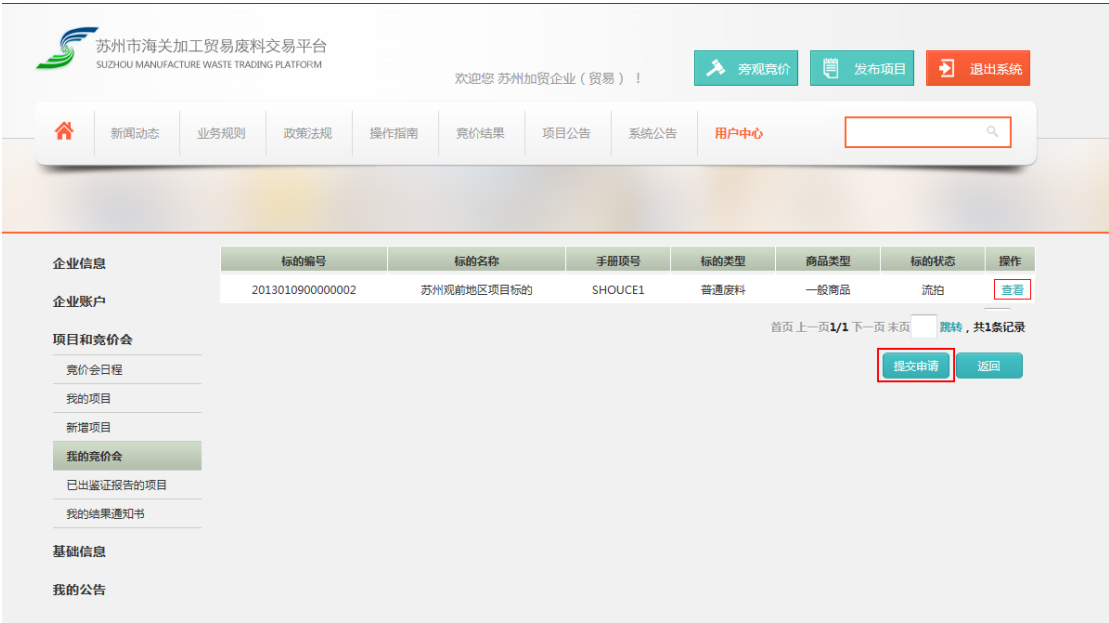 苏州市海关加工贸易废料交易平台
SUZHOU MANUFACTURE WASTE TRADING PLATFORM
欢迎您 苏州加贸企业（贸易）！
旁观竞价 发布项目 退出系统
新闻动态 业务规则 政策法规 操作指南 竞价结果 项目公告 系统公告 用户中心
企业信息
企业账户
项目和竞价会
竞价会日程
我的项目
新增项目
我的竞价会
已出鉴证报告的项目
我的结果通知书
基础信息
我的公告
标的编号 标的名称 手册项号 标的类型 商品类型 标的状态 操作
2013010900000002 苏州观前地区项目标的 SHOUCE1 普通废料 一般商品 流拍 查看
首页 上一页1/1 下一页 末页 跳转，共1条记录
提交申请 返回